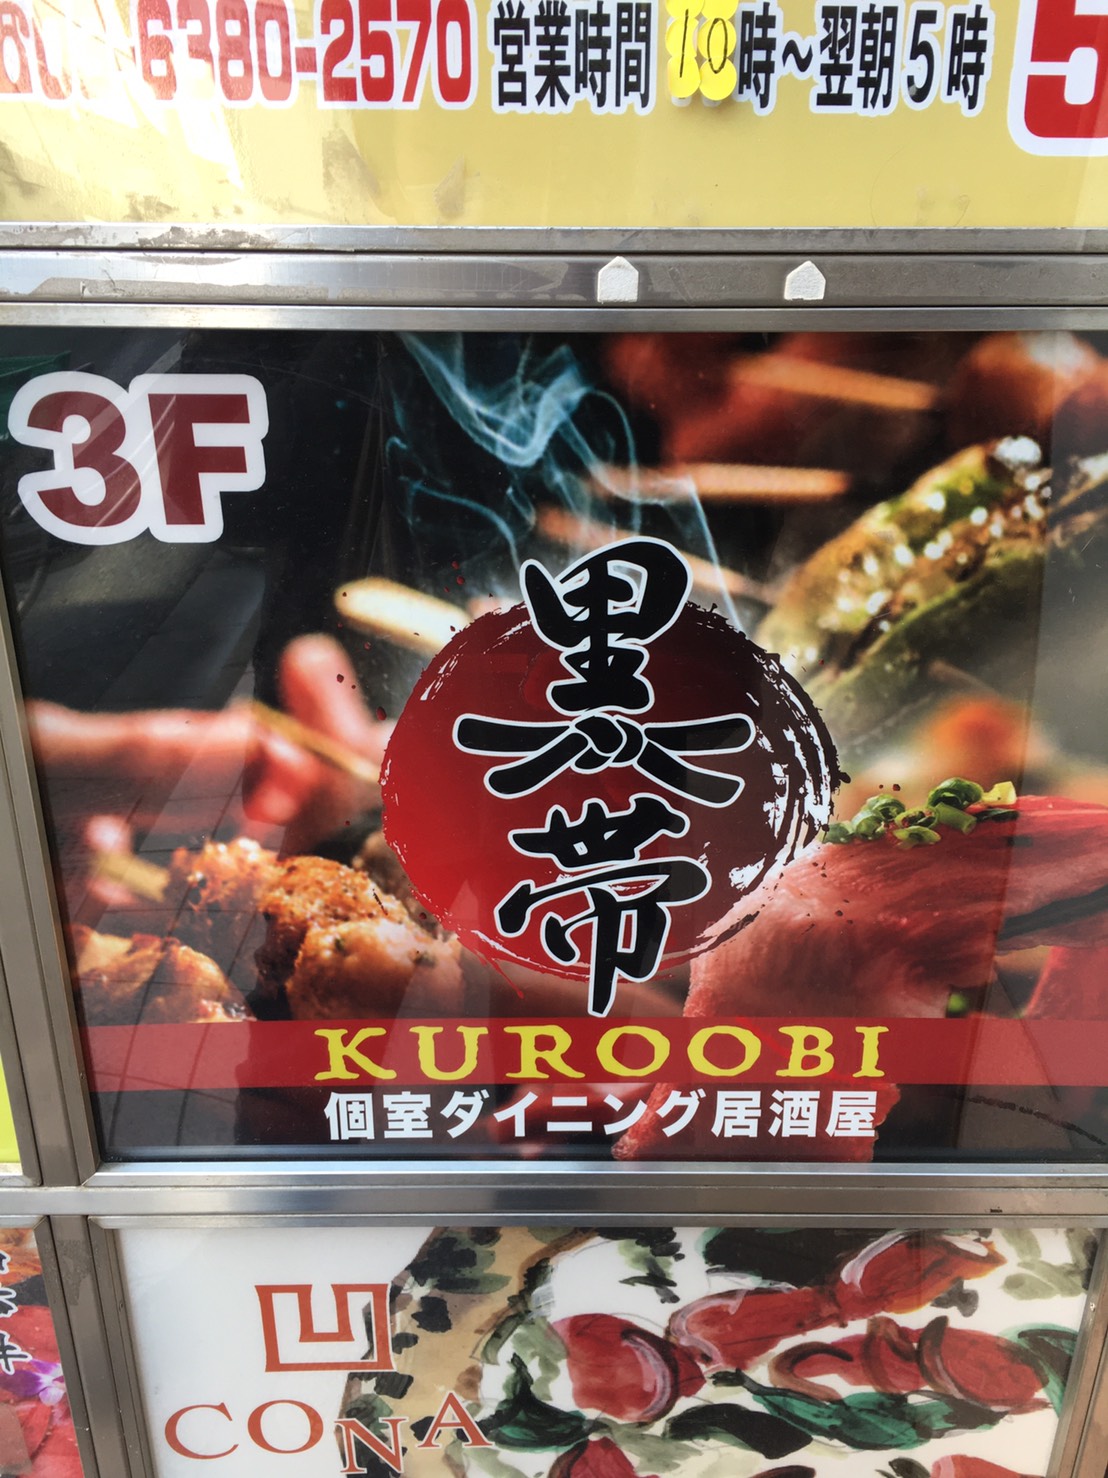 6380-2570 営業時間 10時～翌朝5時
3F
黒帯
KUROOBI
個室ダイニング居酒屋
CONA